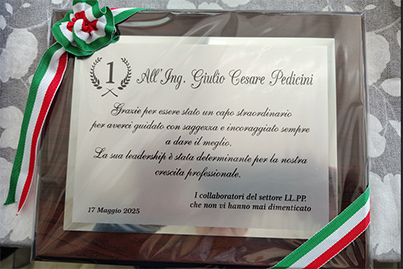 1
All'Ing. Giulio Cesare Pedicini
Grazie per essere stato un capo straordinario
per averci guidato con saggezza e incoraggiato sempre
a dare il meglio.
La sua leadership è stata determinante per la nostra
crescita professionale.
I collaboratori del settore LL.PP.
17 Maggio 2025 che non vi hanno mai dimenticato